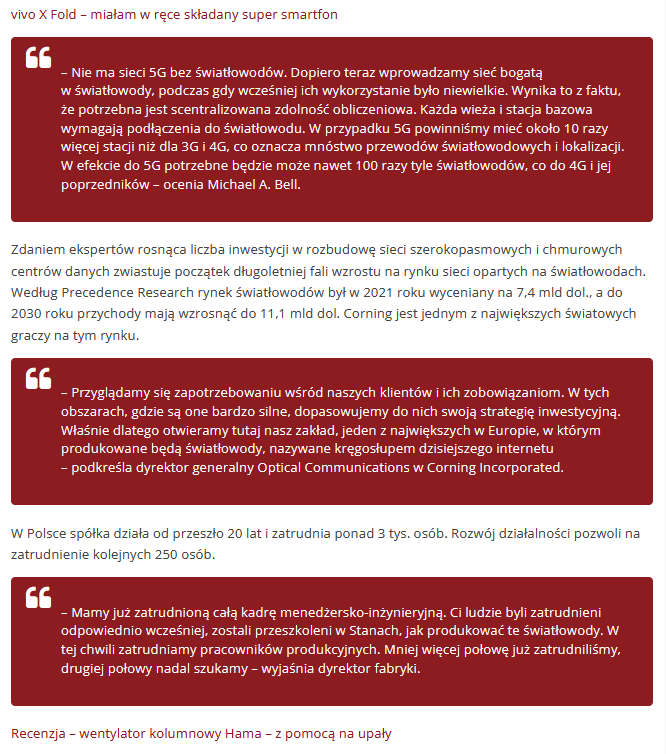 vivo X Fold – miałam w ręce składany super smartfon
– Nie ma sieci 5G bez światłowodów. Dopiero teraz wprowadzamy sieć bogatą
w światłowody, podczas gdy wcześniej ich wykorzystanie było niewielkie. Wynika to z faktu,
że potrzebna jest scentralizowana zdolność obliczeniowa. Każda wieża i stacja bazowa
wymagają podłączenia do światłowodu. W przypadku 5G powinniśmy mieć około 10 razy
więcej stacji niż dla 3G i 4G, co oznacza mnóstwo przewodów światłowodowych i lokalizacji.
W efekcie do 5G potrzebne będzie może nawet 100 razy tyle światłowodów, co do 4G i jej
poprzedników – ocenia Michael A. Bell.
Zdaniem ekspertów rosnąca liczba inwestycji w rozbudowę sieci szerokopasmowych i chmurowych
centrów danych zwiastuje początek długoletniej fali wzrostu na rynku sieci opartych na światłowodach.
Według Precedence Research rynek światłowodów był w 2021 roku wyceniany na 7,4 mld dol., a do
2030 roku przychody mają wzrosnąć do 11,1 mld dol. Corning jest jednym z największych światowych
graczy na tym rynku.
– Przyglądamy się zapotrzebowaniu wśród naszych klientów i ich zobowiązaniom. W tych
obszarach, gdzie są one bardzo silne, dopasowujemy do nich swoją strategię inwestycyjną.
Właśnie dlatego otwieramy tutaj nasz zakład, jeden z największych w Europie, w którym
produkowane będą światłowody, nazywane kręgosłupem dzisiejszego internetu
– podkreśla dyrektor generalny Optical Communications w Corning Incorporated.
W Polsce spółka działa od przeszło 20 lat i zatrudnia ponad 3 tys. osób. Rozwój działalności pozwoli na
zatrudnienie kolejnych 250 osób.
– Mamy już zatrudnioną całą kadrę menedżersko-inżynieryjną. Ci ludzie byli zatrudnieni
odpowiednio wcześniej, zostali przeszkoleni w Stanach, jak produkować te światłowody. W
tej chwili zatrudniamy pracowników produkcyjnych. Mniej więcej połowę już zatrudniliśmy,
drugiej połowy nadal szukamy – wyjaśnia dyrektor fabryki.
Recenzja – wentylator kolumnowy Hama – z pomocą na upały